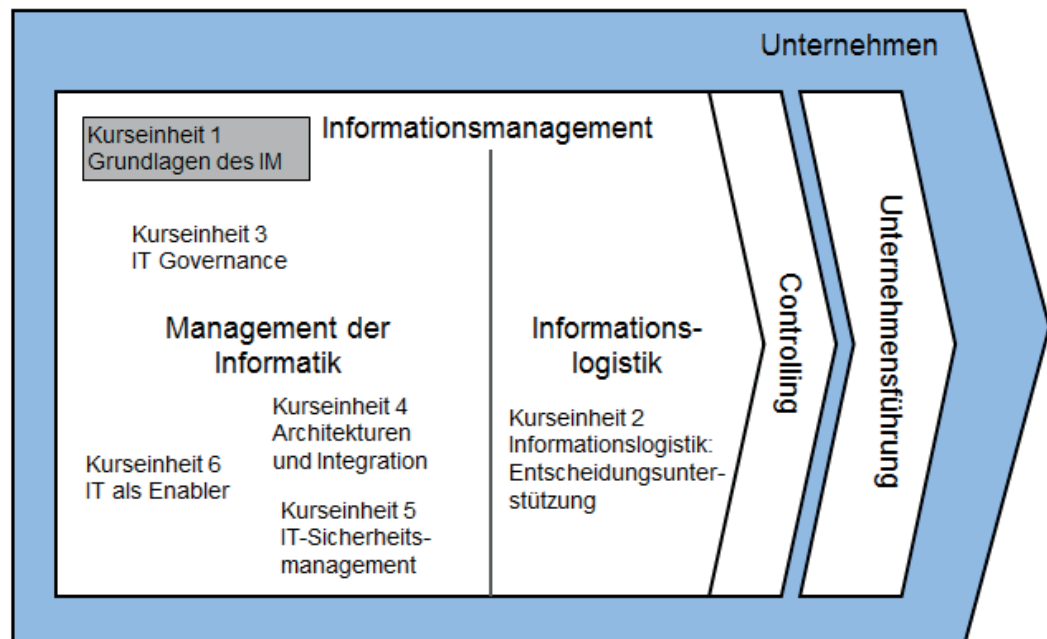 Unternehmen
Kurseinheit 1
Grundlagen des IM
Informationsmanagement
Kurseinheit 3
IT Governance
Management der
Informatik
Kurseinheit 4
Architekturen
und Integration
Kurseinheit 6
IT als Enabler
Kurseinheit 5
IT-Sicherheits-
management
Informations-
logistik
Kurseinheit 2
Informationslogistik:
Entscheidungsunter-
stützung
Controlling
Unternehmensführung